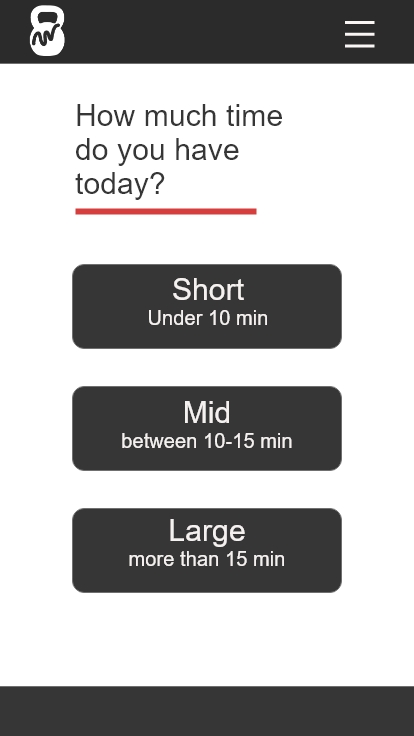 How much time
do you have
today?
Short
Under 10 min
Mid
between 10-15 min
Large
more than 15 min